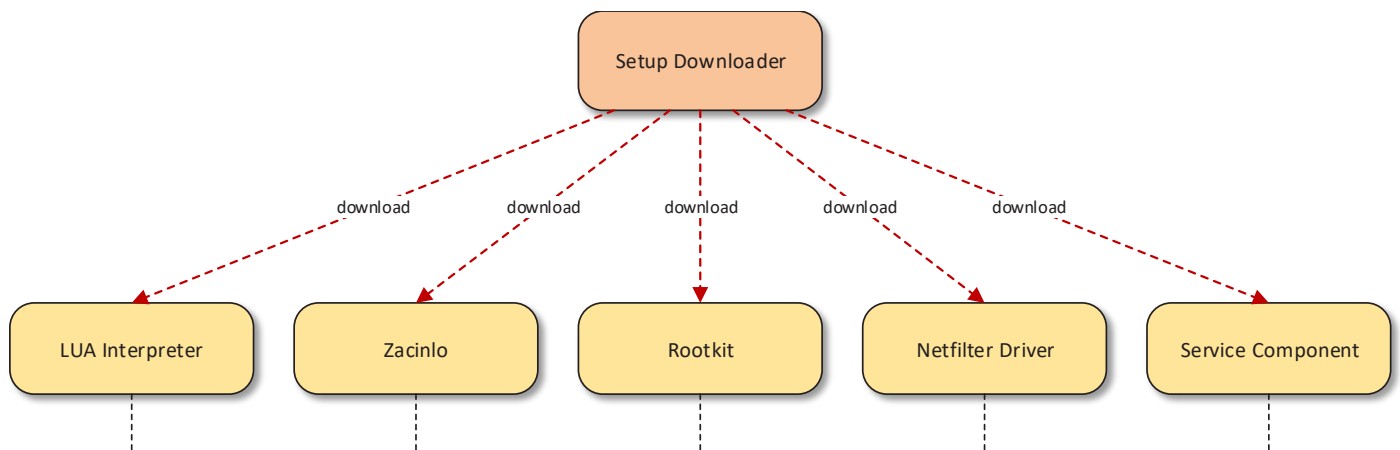 Setup Downloader
download
download
download
download
download
LUA Interpreter
Zacinlo
Rootkit
Netfilter Driver
Service Component